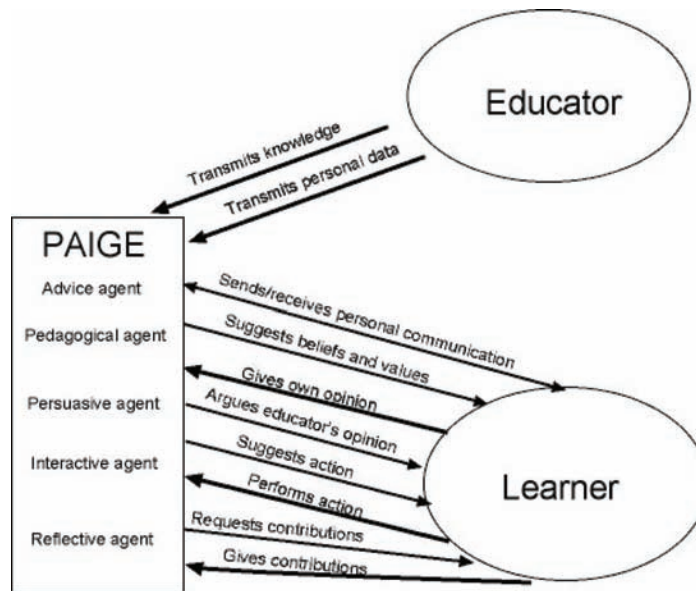 Educator
Transmits knowledge
Transmits personal data
PAIGE
Advice agent
Sends/receives personal communication
Pedagogical agent
Suggests beliefs and values
Gives own opinion
Persuasive agent
Argues educator's opinion
Interactive agent
Suggests action
Performs action
Learner
Reflective agent
Requests contributions
Gives contributions